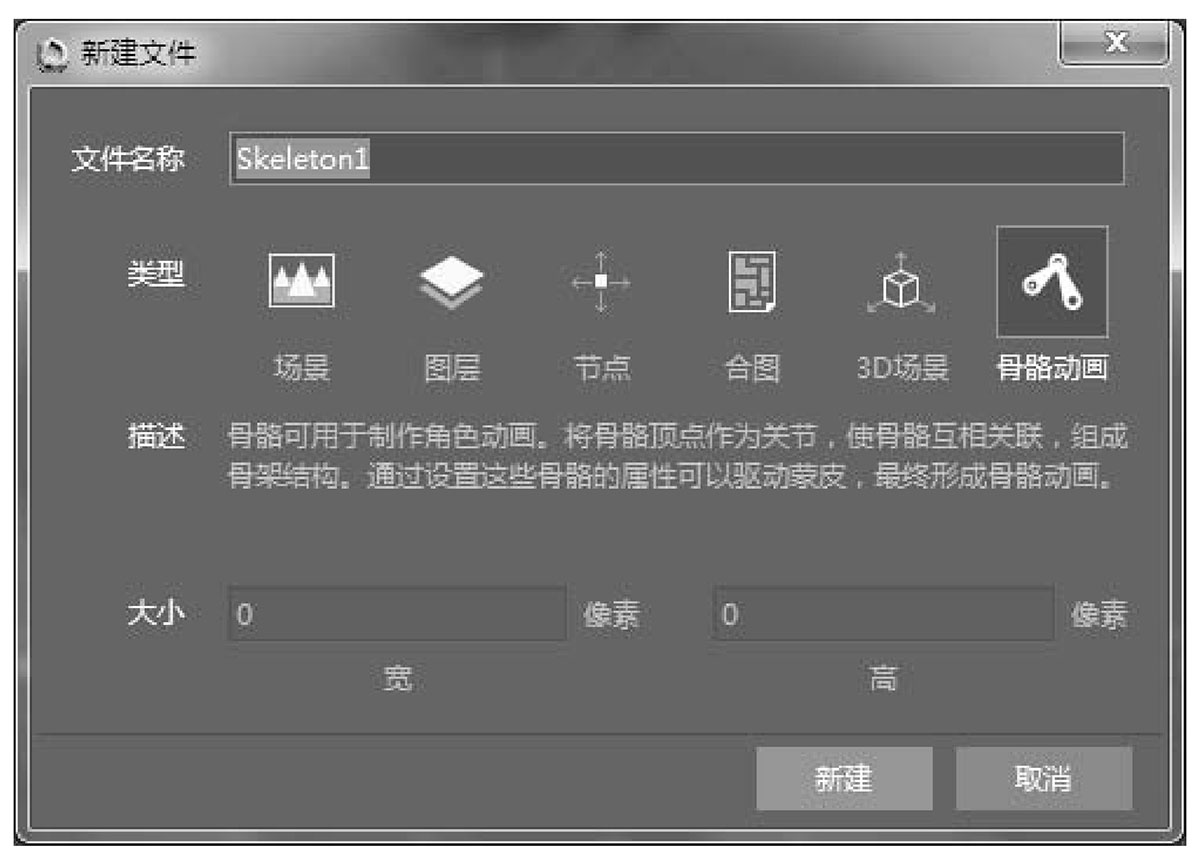 新建文件
文件名称 Skeleton1
类型
场景 图层 节点 合图 3D场景 骨骼动画
描述 骨骼可用于制作角色动画。将骨骼顶点作为关节，使骨骼互相关联，组成
骨架结构。通过设置这些骨骼的属性可以驱动蒙皮，最终形成骨骼动画。
大小 0 像素 0 像素
宽 高
新建 取消